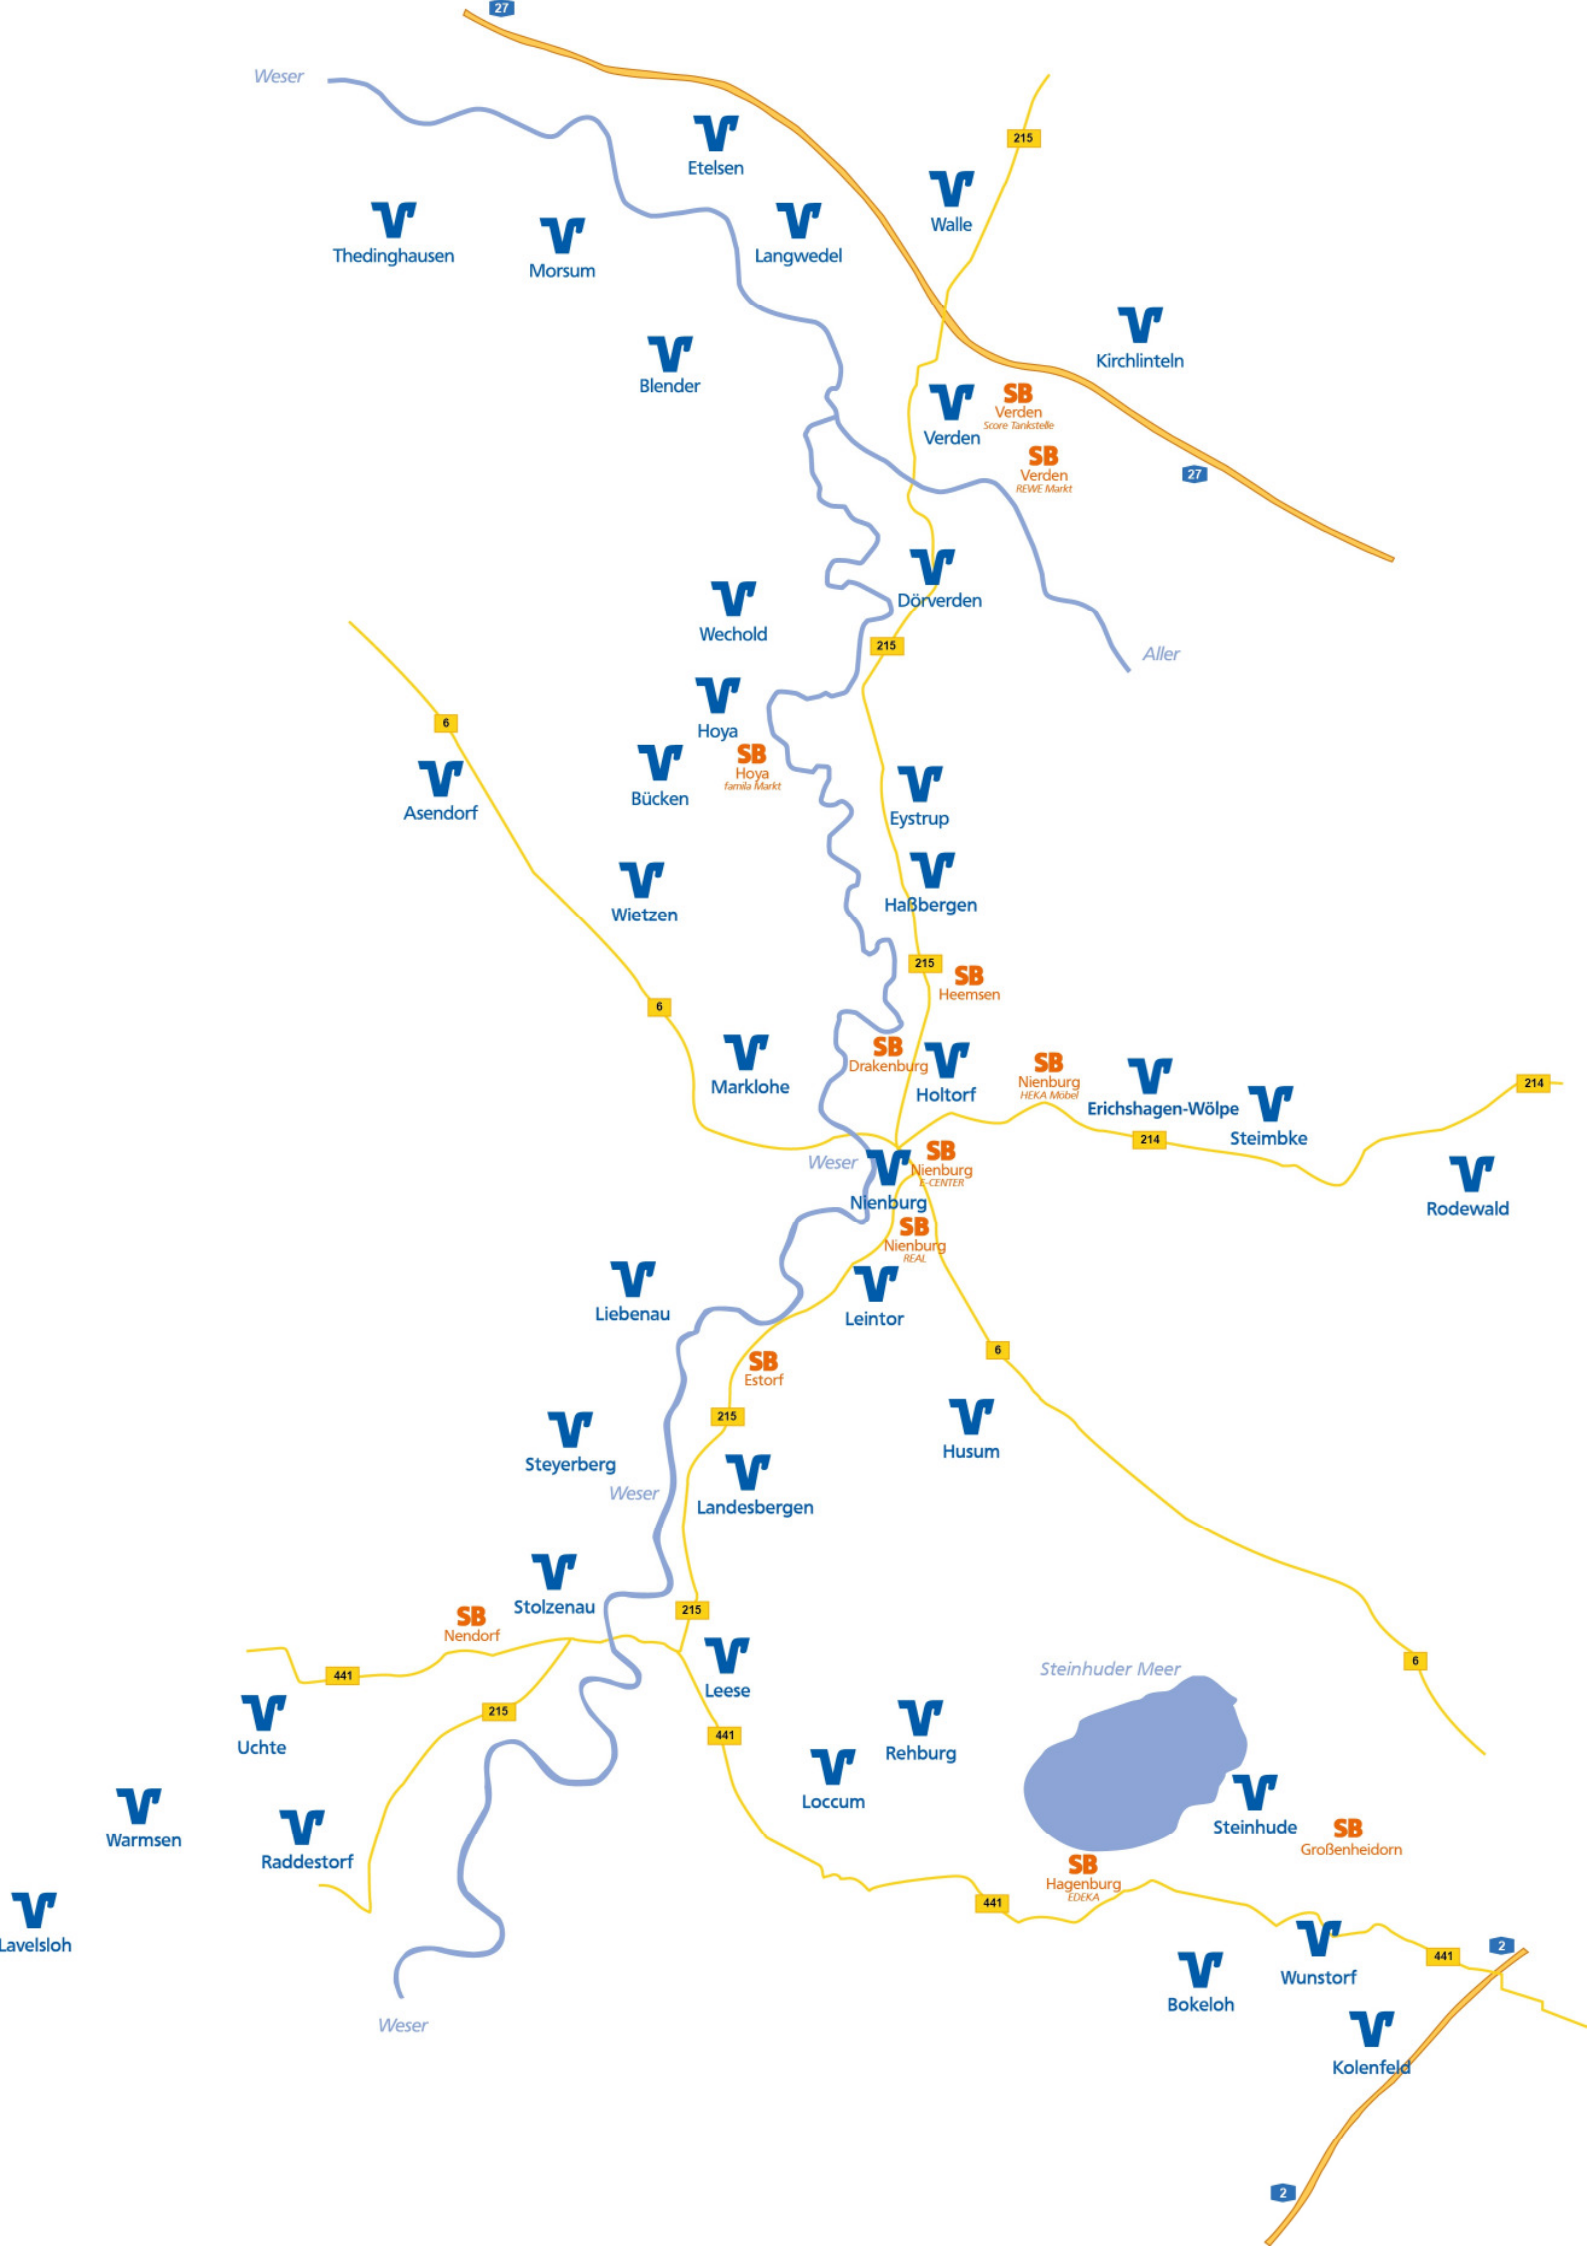 27
Weser
215
Etelsen
Walle
Thedinghausen
Morsum
Langwedel
Kirchlinteln
Blender
SB
Verden
Score Tankstelle
Verden
SB
Verden
REWE Markt
27
Dörverden
Wechold
215
Aller
6
Hoya
SB
Hoya
famila Markt
Bücken
Asendorf
Eystrup
Haßbergen
Wietzen
215
SB
Heemsen
6
Marklohe
SB
Drakenburg
Holtorf
SB
Nienburg
HEKA Möbel
Erichshagen-Wölpe
214
Steimbke
214
Weser
SB
Nienburg
E-CENTER
Nienburg
Rodewald
SB
Nienburg
REAL
Liebenau
Leintor
6
SB
Estorf
215
Husum
Steyerberg
Weser
Landesbergen
Stolzenau
215
SB
Nendorf
441
Leese
Steinhuder Meer
6
215
Uchte
441
Rehburg
Loccum
Steinhude
SB
Großenheidorn
Warmsen
Raddestorf
SB
Hagenburg
EDEKA
441
Lavelsloh
441
2
Wunstorf
Bokeloh
Weser
Kolenfeld
2